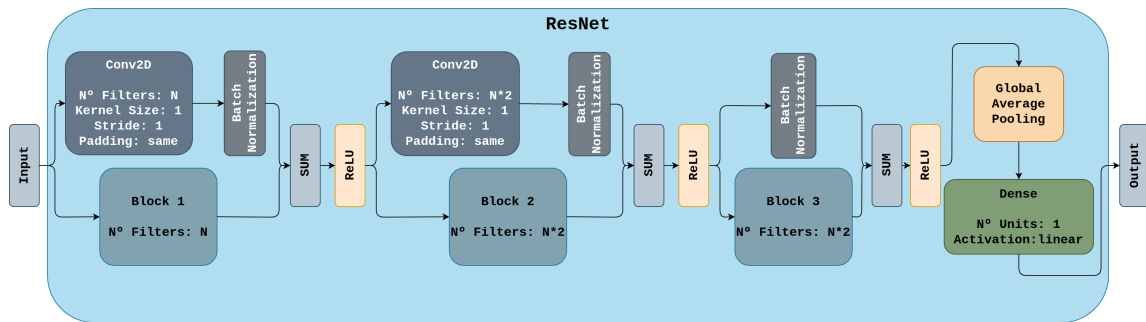 ResNet
Input
Conv2D
Nº Filters: N
Kernel Size: 1
Stride: 1
Padding: same
Batch
Normalization
Block 1
Nº Filters: N
SUM
ReLU
Conv2D
Nº Filters: N*2
Kernel Size: 1
Stride: 1
Padding: same
Batch
Normalization
Block 2
Nº Filters: N*2
SUM
ReLU
Batch
Normalization
Block 3
Nº Filters: N*2
SUM
ReLU
Global
Average
Pooling
Dense
Nº Units: 1
Activation:linear
Output